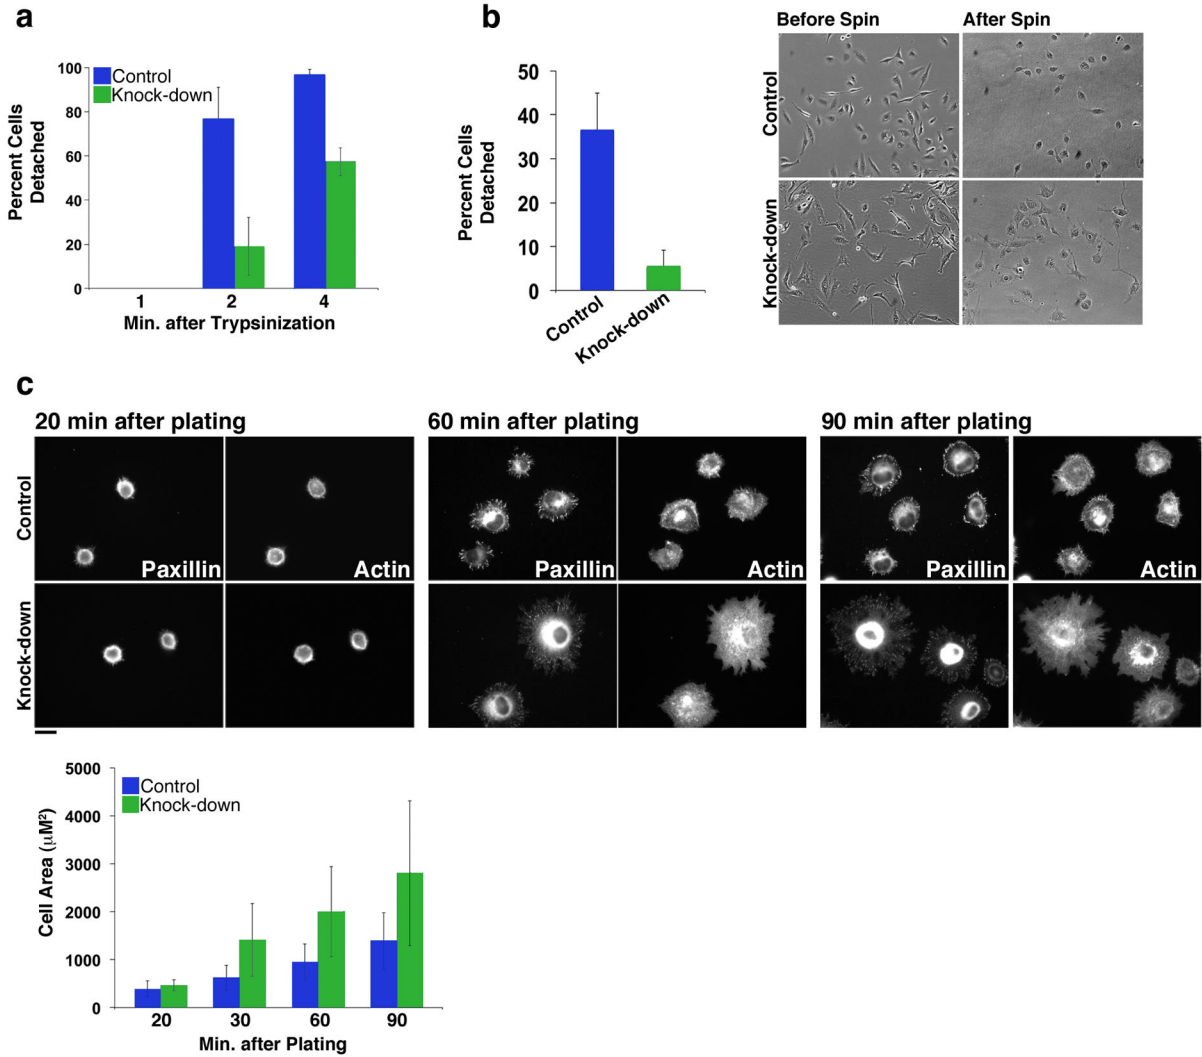 a
100
80
60
40
20
0
Control
Knock-down
Percent Cells
Detached
1 2 4
Min. after Trypsinization
b
50
40
30
20
10
0
Percent Cells
Detached
Control
Knock-down
Before Spin After Spin
Control
Knock-down
c
20 min after plating 60 min after plating 90 min after plating
Control
Paxillin Actin Paxillin Actin Paxillin Actin
Knock-down
5000
4000
3000
2000
1000
0
Control
Knock-down
Cell Area (μM²)
20 30 60 90
Min. after Plating